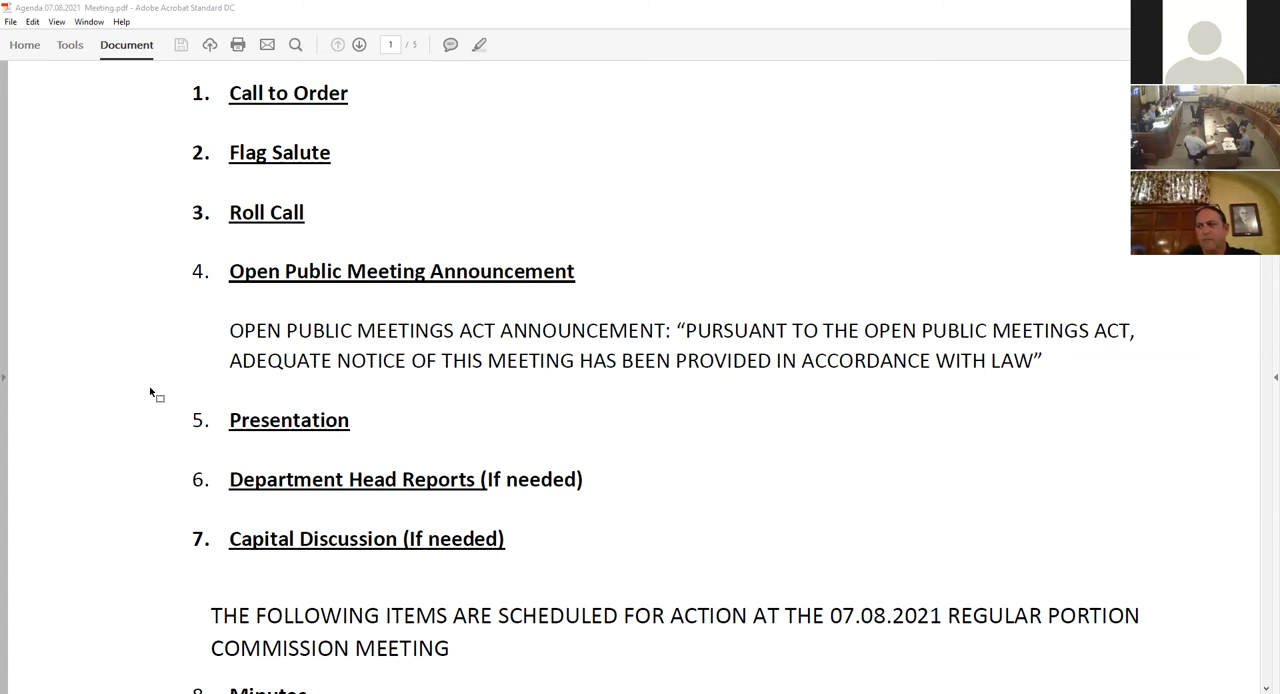 Agenda 07.08.2021 Meeting.pdf - Adobe Acrobat Standard DC
File Edit View Window Help
Home Tools Document 1 / 5
1. Call to Order
2. Flag Salute
3. Roll Call
4. Open Public Meeting Announcement
OPEN PUBLIC MEETINGS ACT ANNOUNCEMENT: “PURSUANT TO THE OPEN PUBLIC MEETINGS ACT,
ADEQUATE NOTICE OF THIS MEETING HAS BEEN PROVIDED IN ACCORDANCE WITH LAW”
5. Presentation
6. Department Head Reports (If needed)
7. Capital Discussion (If needed)
THE FOLLOWING ITEMS ARE SCHEDULED FOR ACTION AT THE 07.08.2021 REGULAR PORTION
COMMISSION MEETING
8. Minutes